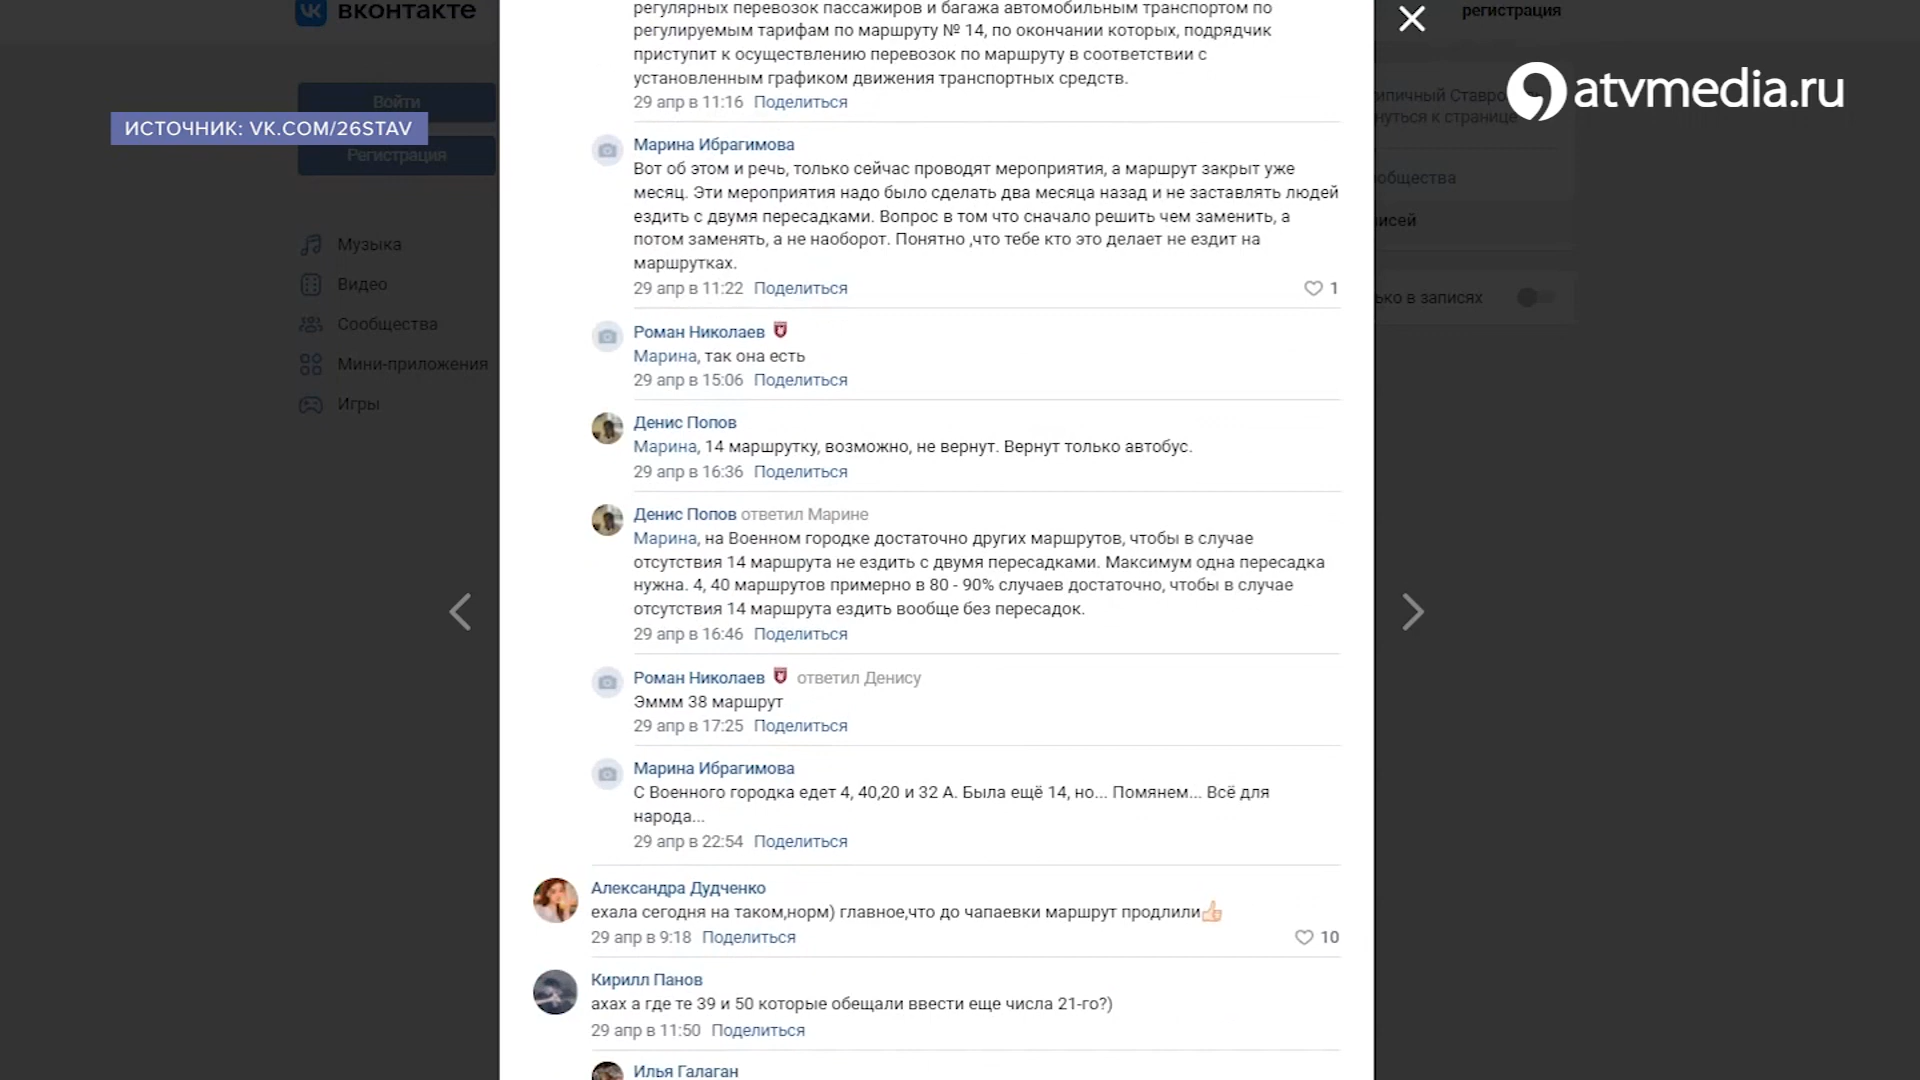 вконтакте
регистрация
Войти
ИСТОЧНИК: VK.COM/26STAV
Регистрация
Музыка
Видео
Сообщества
Мини-приложения
Игры
atvmedia.ru
регулярных перевозок пассажиров и багажа автомобильным транспортом по
регулируемым тарифам по маршруту № 14, по окончании которых, подрядчик
приступит к осуществлению перевозок по маршруту в соответствии с
установленным графиком движения транспортных средств.
29 апр в 11:16 Поделиться
Марина Ибрагимова
Вот об этом и речь, только сейчас проводят мероприятия, а маршрут закрыт уже
месяц. Эти мероприятия надо было сделать два месяца назад и не заставлять людей
ездить с двумя пересадками. Вопрос в том что сначало решить чем заменить, а
потом заменять, а не наоборот. Понятно ,что тебе кто это делает не ездит на
маршрутках.
29 апр в 11:22 Поделиться 1
Роман Николаев
Марина, так она есть
29 апр в 15:06 Поделиться
Денис Попов
Марина, 14 маршрутку, возможно, не вернут. Вернут только автобус.
29 апр в 16:36 Поделиться
Денис Попов ответил Марине
Марина, на Военном городке достаточно других маршрутов, чтобы в случае
отсутствия 14 маршрута не ездить с двумя пересадками. Максимум одна пересадка
нужна. 4, 40 маршрутов примерно в 80 - 90% случаев достаточно, чтобы в случае
отсутствия 14 маршрута ездить вообще без пересадок.
29 апр в 16:46 Поделиться
Роман Николаев ответил Денису
Эммм 38 маршрут
29 апр в 17:25 Поделиться
Марина Ибрагимова
С Военного городка едет 4, 40,20 и 32 А. Была ещё 14, но... Помянем... Всё для
народа...
29 апр в 22:54 Поделиться
Александра Дудченко
ехала сегодня на таком,норм) главное,что до чапаевки маршрут продлили
29 апр в 9:18 Поделиться 10
Кирилл Панов
ахах а где те 39 и 50 которые обещали ввести еще числа 21-го?)
29 апр в 11:50 Поделиться
Илья Галаган